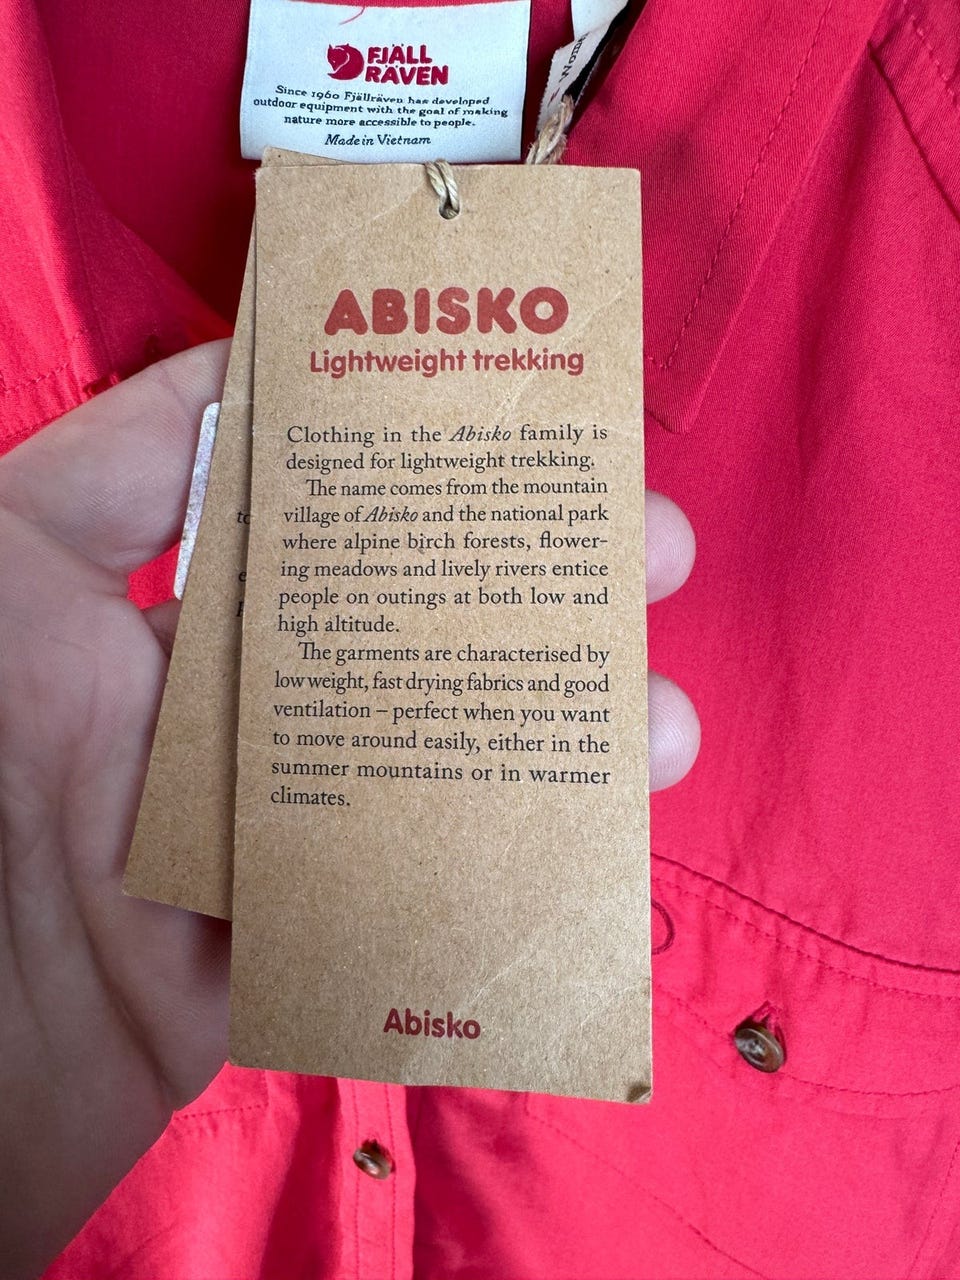 FJÄLL
RÄVEN
Since 1960 Fjällräven has developed
outdoor equipment with the goal of making
nature more accessible to people.
Made in Vietnam
ABISKO
Lightweight trekking
Clothing in the Abisko family is
designed for lightweight trekking.
The name comes from the mountain
village of Abisko and the national park
where alpine birch forests, flower-
ing meadows and lively rivers entice
people on outings at both low and
high altitude.
The garments are characterised by
low weight, fast drying fabrics and good
ventilation – perfect when you want
to move around easily, either in the
summer mountains or in warmer
climates.
Abisko